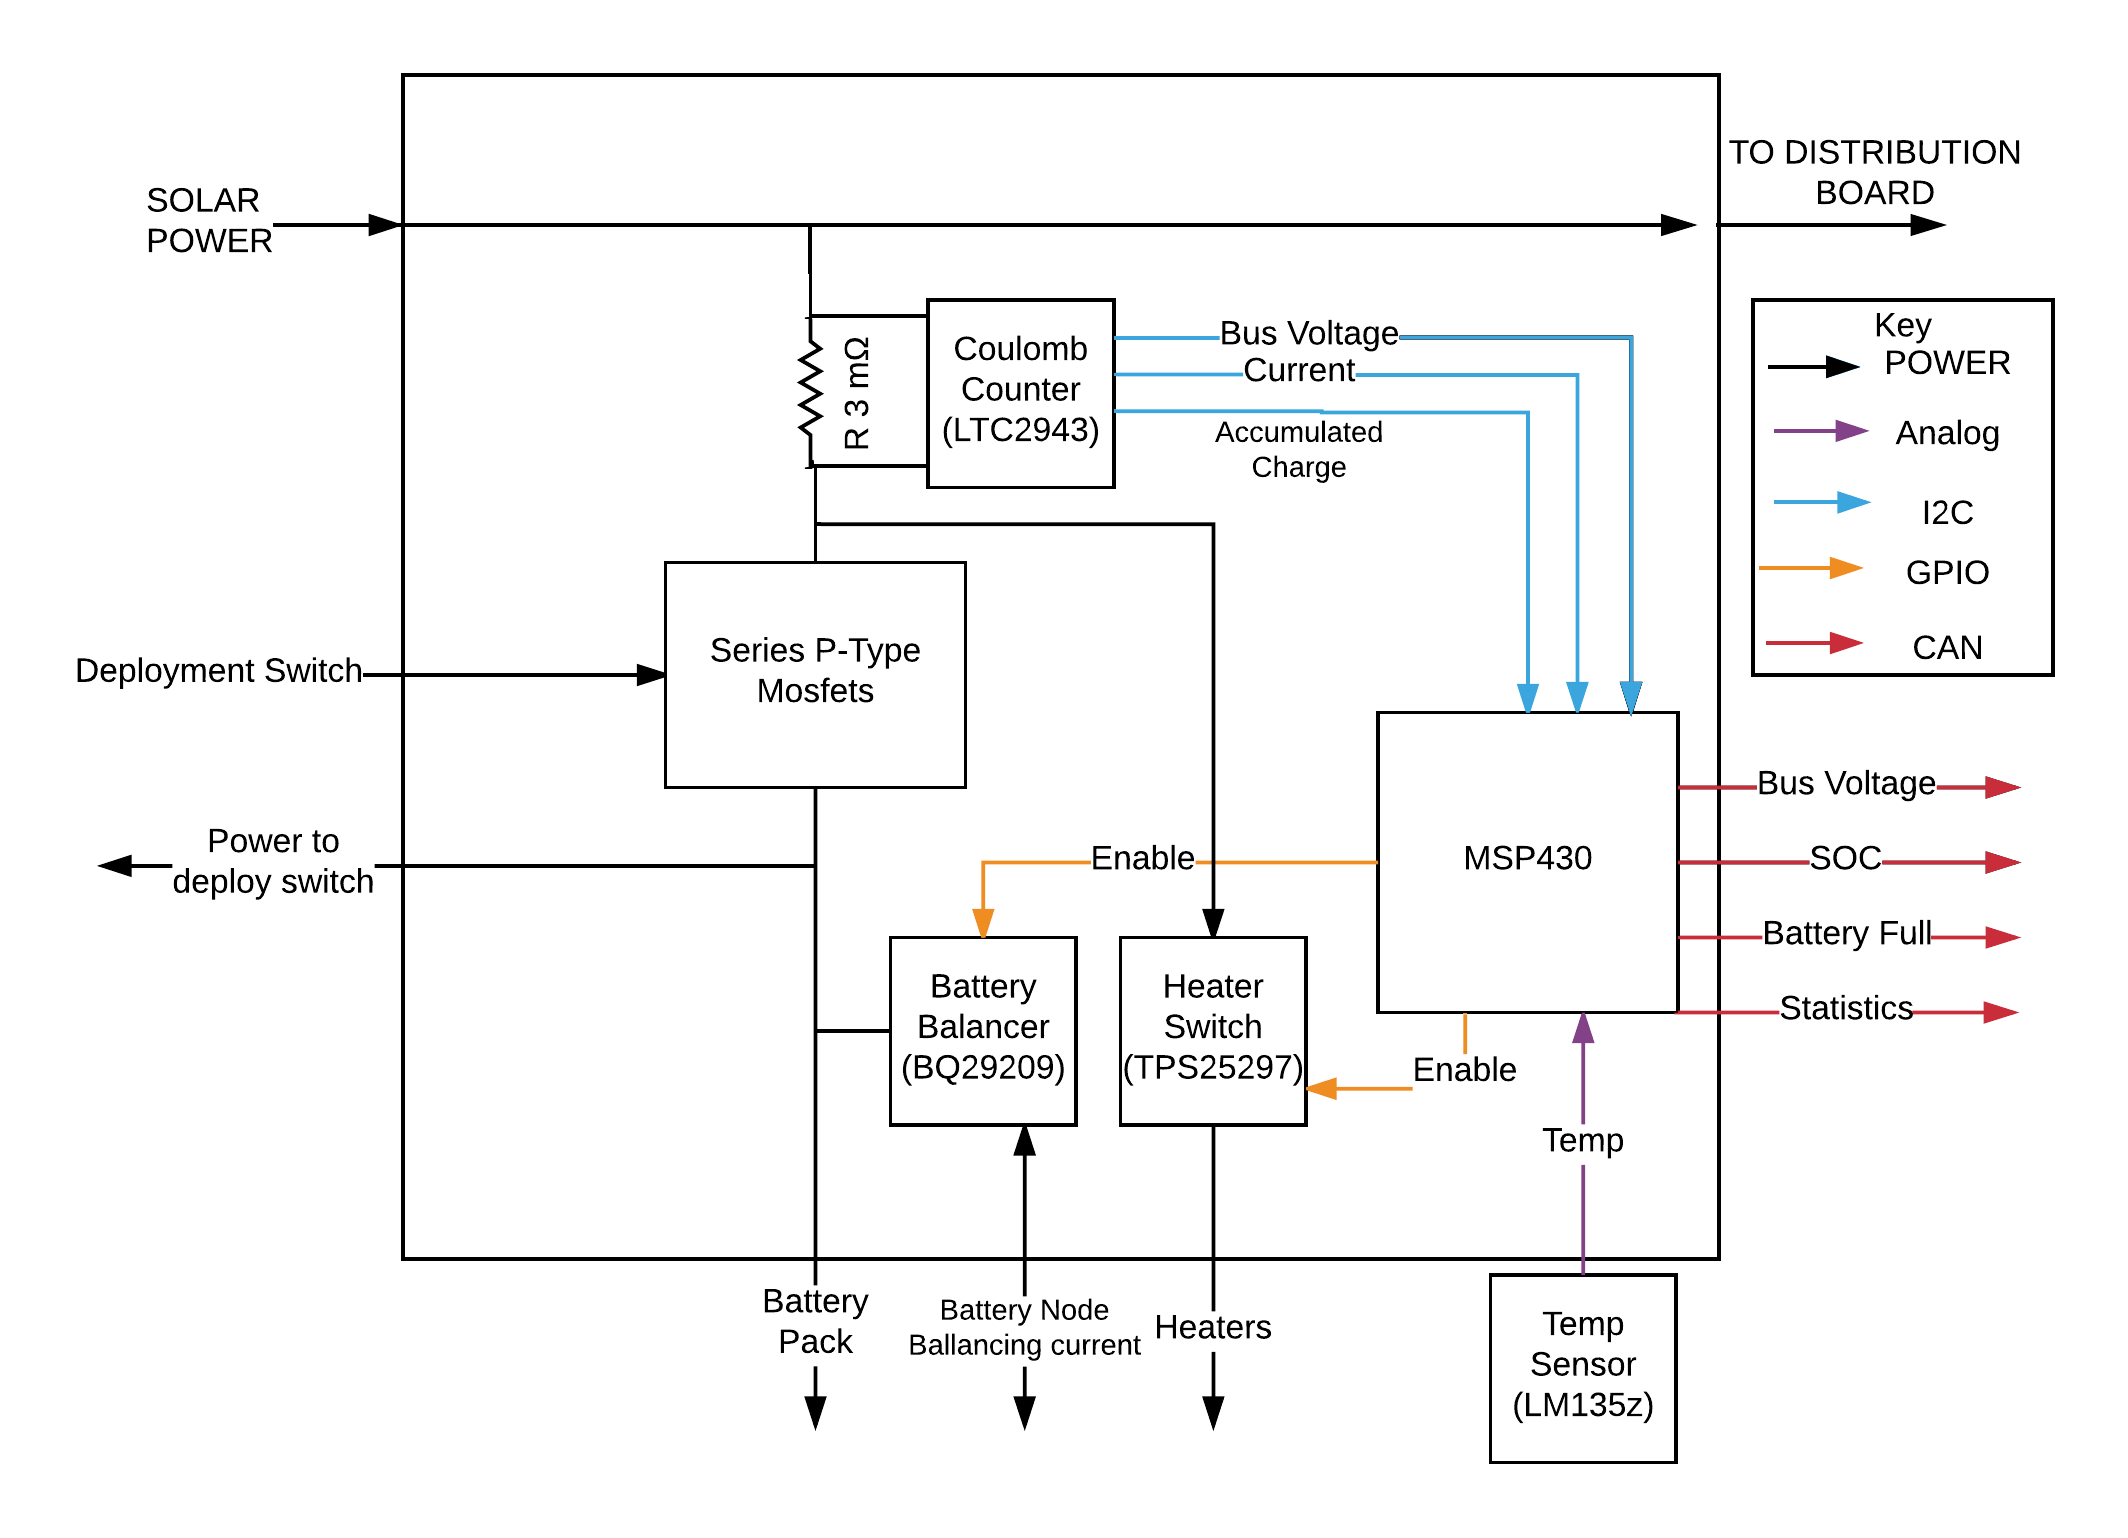 TO DISTRIBUTION
BOARD
SOLAR
POWER
Key
POWER
Analog
I2C
GPIO
CAN
R 3 mΩ
Coulomb
Counter
(LTC2943)
Bus Voltage
Current
Accumulated
Charge
Series P-Type
Mosfets
Deployment Switch
Power to
deploy switch
Enable
MSP430
Bus Voltage
SOC
Battery Full
Statistics
Battery
Balancer
(BQ29209)
Heater
Switch
(TPS25297)
Enable
Temp
Battery
Pack
Battery Node
Ballancing current
Heaters
Temp
Sensor
(LM135z)